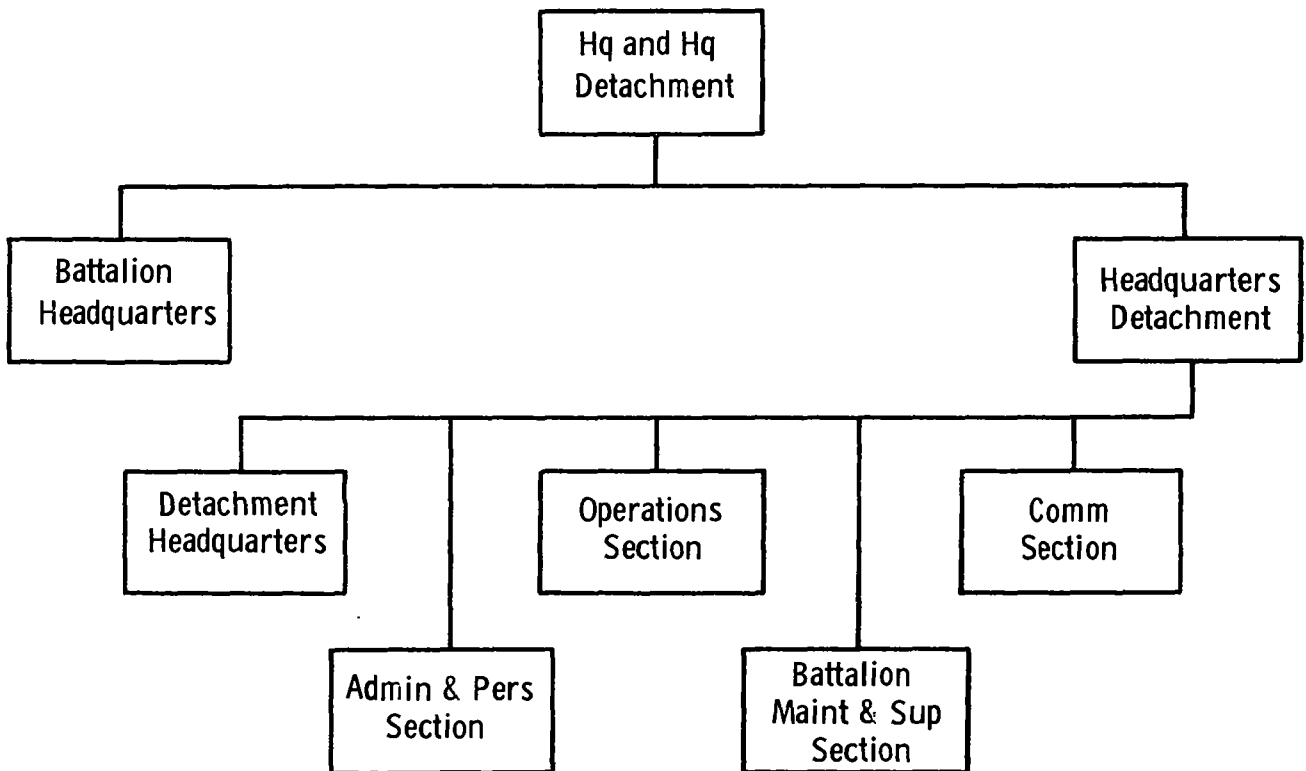 Hq and Hq
Detachment
Battalion
Headquarters
Headquarters
Detachment
Detachment
Headquarters
Operations
Section
Comm
Section
Admin & Pers
Section
Battalion
Maint & Sup
Section